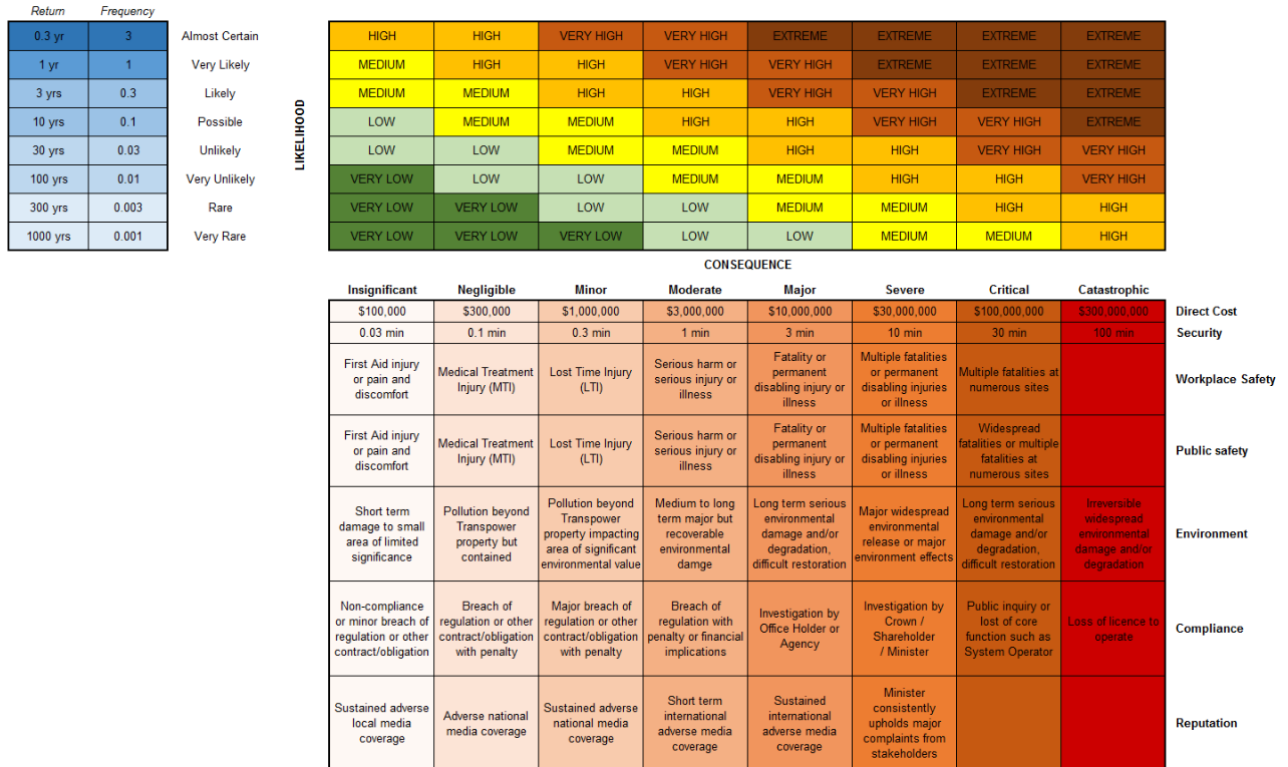 Return Frequency
0.3 yr 3 Almost Certain HIGH HIGH VERY HIGH VERY HIGH EXTREME EXTREME EXTREME EXTREME
1 yr 1 Very Likely MEDIUM HIGH HIGH VERY HIGH VERY HIGH EXTREME EXTREME EXTREME
3 yrs 0.3 Likely MEDIUM MEDIUM HIGH HIGH VERY HIGH VERY HIGH EXTREME EXTREME
10 yrs 0.1 Possible LOW MEDIUM MEDIUM HIGH HIGH VERY HIGH VERY HIGH EXTREME
30 yrs 0.03 Unlikely LOW LOW MEDIUM MEDIUM HIGH HIGH VERY HIGH VERY HIGH
100 yrs 0.01 Very Unlikely VERY LOW LOW LOW MEDIUM MEDIUM HIGH HIGH VERY HIGH
300 yrs 0.003 Rare VERY LOW VERY LOW LOW LOW MEDIUM MEDIUM HIGH HIGH
1000 yrs 0.001 Very Rare VERY LOW VERY LOW VERY LOW LOW LOW MEDIUM MEDIUM HIGH
LIKELIHOOD
CONSEQUENCE
Insignificant Negligible Minor Moderate Major Severe Critical Catastrophic
$100,000 $300,000 $1,000,000 $3,000,000 $10,000,000 $30,000,000 $100,000,000 $300,000,000 Direct Cost
0.03 min 0.1 min 0.3 min 1 min 3 min 10 min 30 min 100 min Security
First Aid injury
or pain and
discomfort
Medical Treatment
Injury (MTI)
Lost Time Injury
(LTI)
Serious harm or
serious injury or
illness
Fatality or
permanent
disabling injury or
illness
Multiple fatalities
or permanent
disabling injuries
or illness
Multiple fatalities at
numerous sites
Workplace Safety
First Aid injury
or pain and
discomfort
Medical Treatment
Injury (MTI)
Lost Time Injury
(LTI)
Serious harm or
serious injury or
illness
Fatality or
permanent
disabling injury or
illness
Multiple fatalities
or permanent
disabling injuries
or illness
Widespread
fatalities or multiple
fatalities at
numerous sites
Public safety
Short term
damage to small
area of limited
significance
Pollution beyond
Transpower
property but
contained
Pollution beyond
Transpower
property impacting
area of significant
environmental value
Medium to long
term major but
recoverable
environmental
damge
Long term serious
environmental
damage and/or
degradation,
difficult restoration
Major widespread
environmental
release or major
environment effects
Long term serious
environmental
damage and/or
degradation,
difficult restoration
Irreversible
widespread
environmental
damage and/or
degradation
Environment
Non-compliance
or minor breach of
regulation or other
contract/obligation
Breach of
regulation or other
contract/obligation
with penalty
Major breach of
regulation or other
contract/obligation
with penalty
Breach of
regulation with
penalty or financial
implications
Investigation by
Office Holder or
Agency
Investigation by
Crown /
Shareholder
/ Minister
Public inquiry or
lost of core
function such as
System Operator
Loss of licence to
operate
Compliance
Sustained adverse
local media
coverage
Adverse national
media coverage
Sustained adverse
national media
coverage
Short term
international
adverse media
coverage
Sustained
international
adverse media
coverage
Minister
consistently
upholds major
complaints from
stakeholders
Reputation